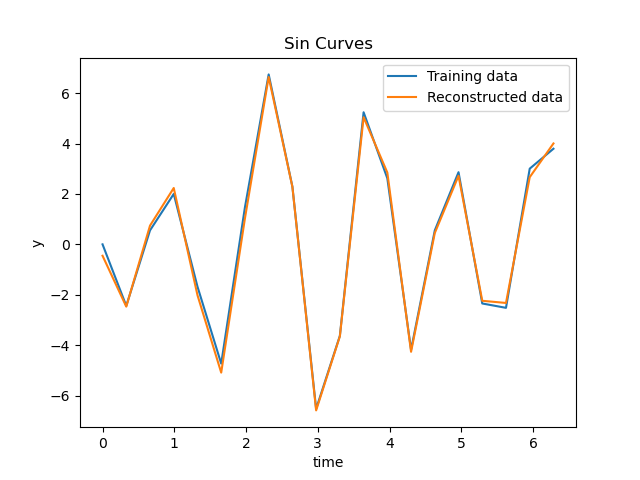 Sin Curves
Training data
Reconstructed data
y
6
4
2
0
−2
−4
−6
0 1 2 3 4 5 6
time